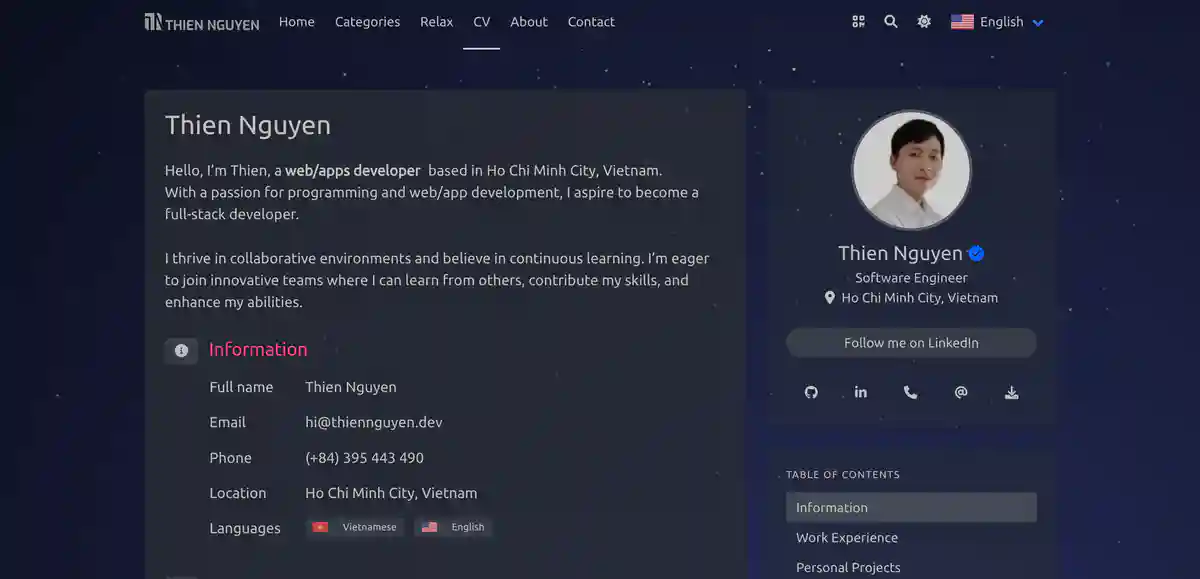 THIEN NGUYEN
Home Categories Relax CV About Contact
English
Thien Nguyen
Hello, I'm Thien, a web/apps developer based in Ho Chi Minh City, Vietnam.
With a passion for programming and web/app development, I aspire to become a
full-stack developer.
I thrive in collaborative environments and believe in continuous learning. I'm eager
to join innovative teams where I can learn from others, contribute my skills, and
enhance my abilities.
Information
Full name Thien Nguyen
Email hi@thiennguyen.dev
Phone (+84) 395 443 490
Location Ho Chi Minh City, Vietnam
Languages Vietnamese English
Thien Nguyen
Software Engineer
Ho Chi Minh City, Vietnam
Follow me on LinkedIn
TABLE OF CONTENTS
Information
Work Experience
Personal Projects